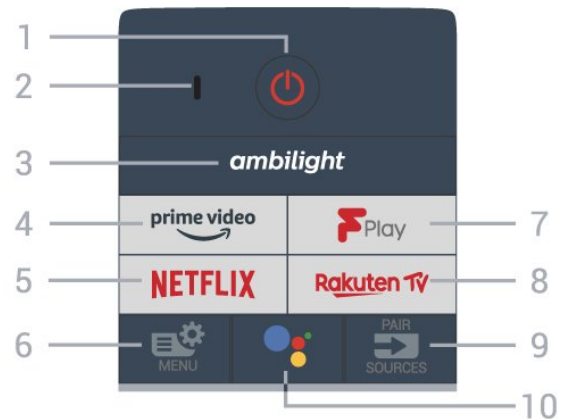 1
2
3
ambilight
4
prime video
FPlay
7
5
NETFLIX
Rakuten TV
8
6
MENU
PAIR
SOURCES
9
10